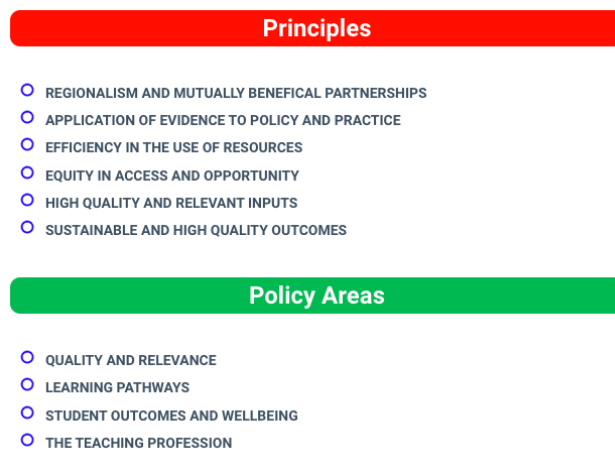 Principles
REGIONALISM AND MUTUALLY BENEFICAL PARTNERSHIPS
APPLICATION OF EVIDENCE TO POLICY AND PRACTICE
EFFICIENCY IN THE USE OF RESOURCES
EQUITY IN ACCESS AND OPPORTUNITY
HIGH QUALITY AND RELEVANT INPUTS
SUSTAINABLE AND HIGH QUALITY OUTCOMES
Policy Areas
QUALITY AND RELEVANCE
LEARNING PATHWAYS
STUDENT OUTCOMES AND WELLBEING
THE TEACHING PROFESSION